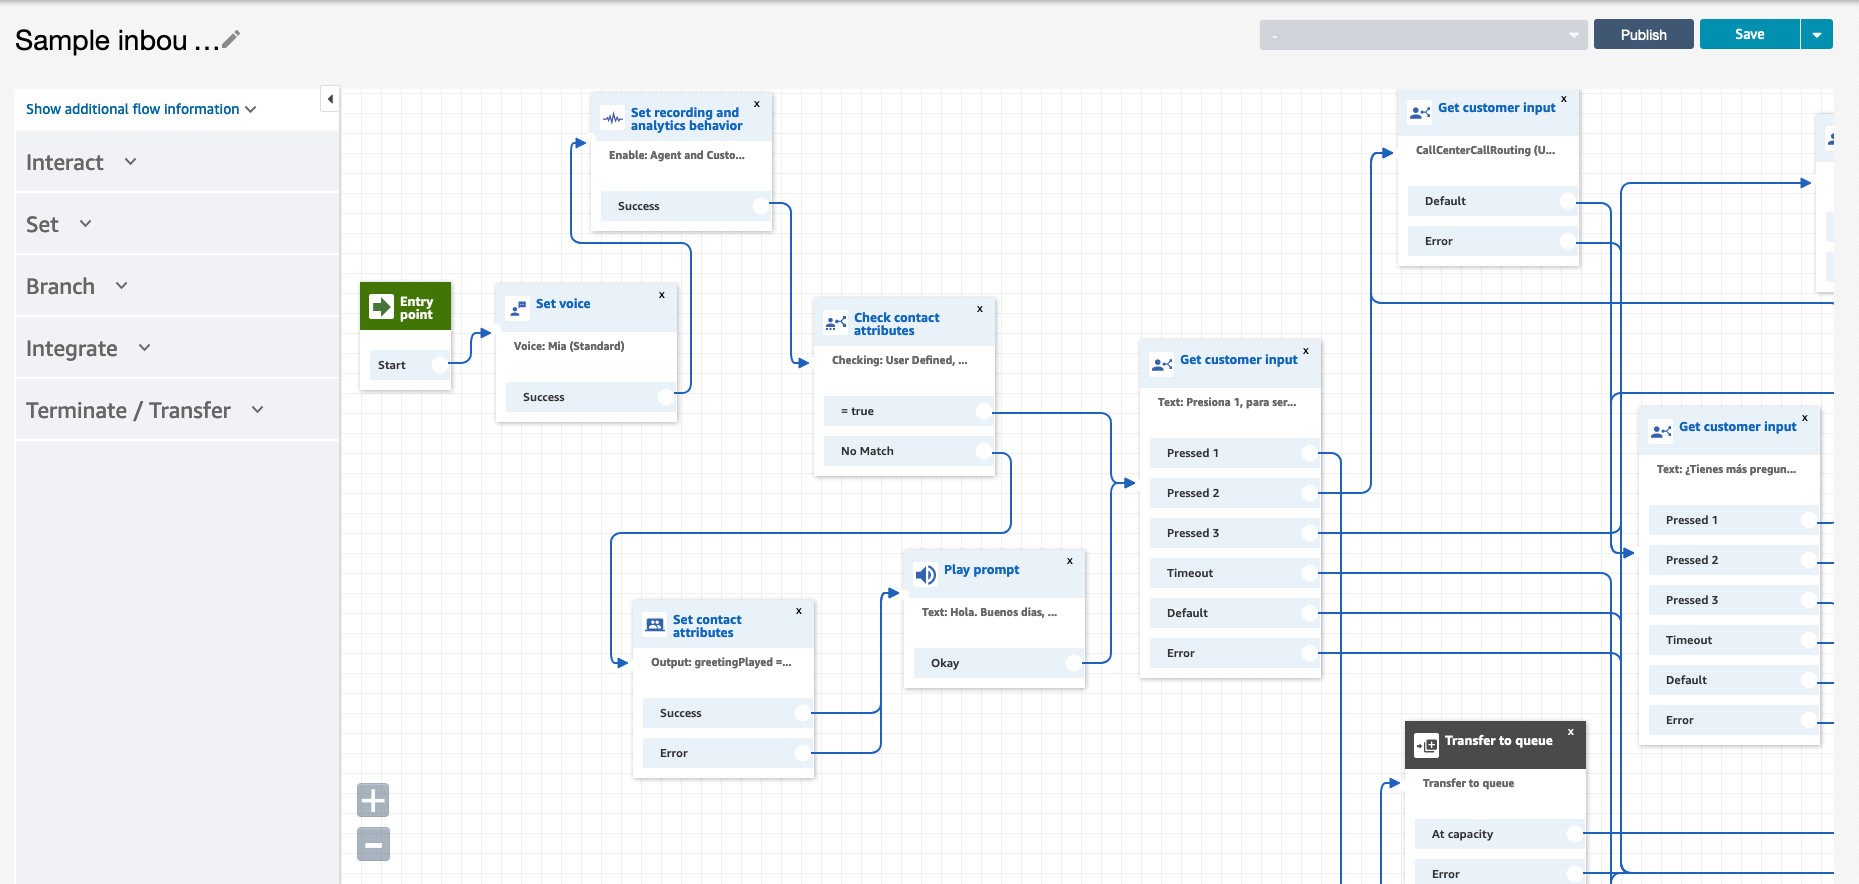 Sample inbou ...
-
Publish
Save
Show additional flow information
Interact
Set
Branch
Integrate
Terminate / Transfer
Entry
point
Start
Set voice
x
Voice: Mia (Standard)
Success
Set recording and
analytics behavior
x
Enable: Agent and Custo...
Success
Check contact
attributes
x
Checking: User Defined, ...
= true
No Match
Set contact
attributes
x
Output: greetingPlayed =...
Success
Error
Play prompt
x
Text: Hola. Buenos dias, ...
Okay
Get customer input
x
Text: Presiona 1, para ser...
Pressed 1
Pressed 2
Pressed 3
Timeout
Default
Error
Get customer input
x
CallCenterCallRouting (U...
Default
Error
Get customer input
x
Text: ¿Tienes más pregun...
Pressed 1
Pressed 2
Pressed 3
Timeout
Default
Error
Transfer to queue
x
Transfer to queue
At capacity
Error